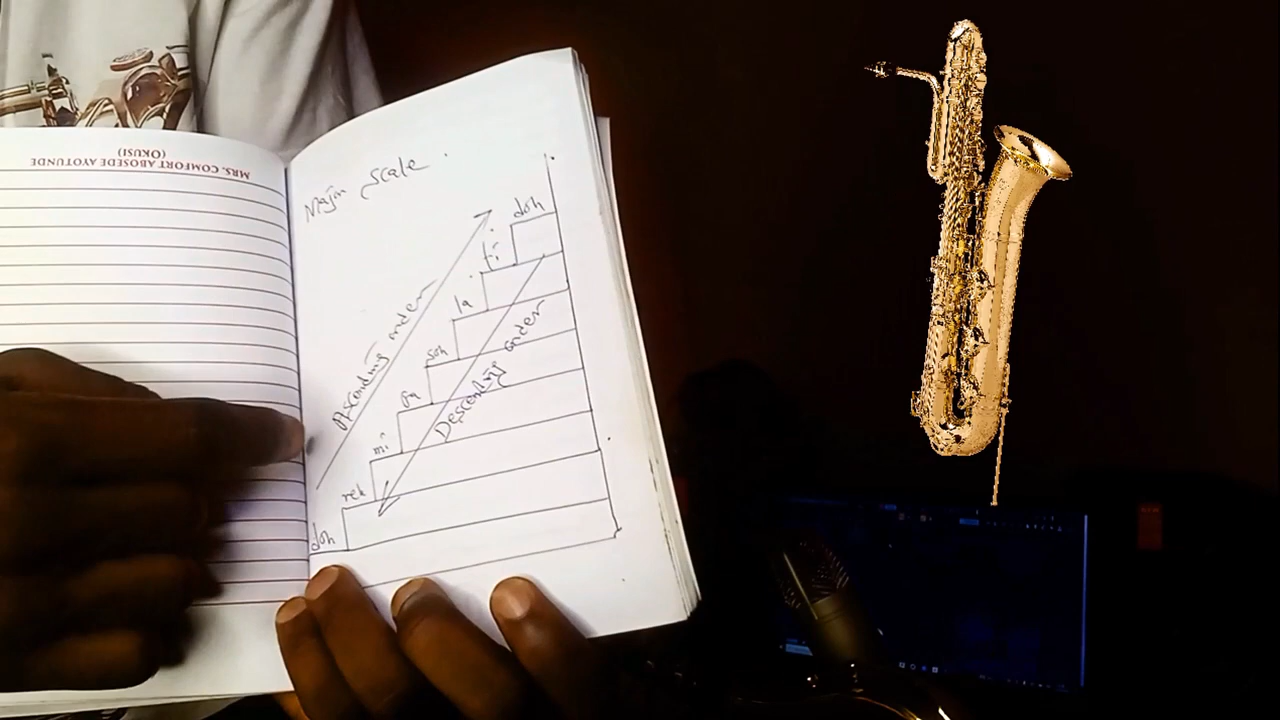 MRS. COMFORT ABOSEDE AYOTUNDE
(OKUSI)
Major Scale
doh
ti
la
soh
fa
mi
reh
doh
Ascending order
Descending order